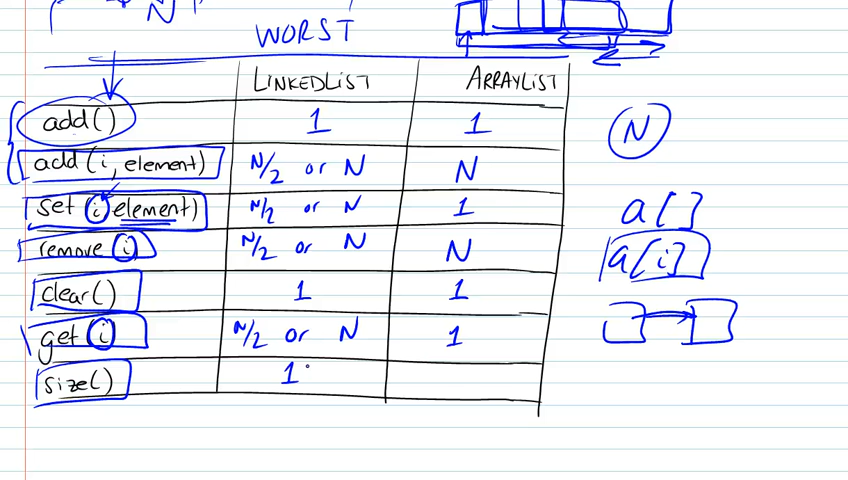 N
WORST
LINKEDLIST ARRAYLIST
add() 1 1
N
add(i, element) N/2 or N N
set i element) N/2 or N 1
a[]
remove i N/2 or N N
a[i]
clear() 1 1
get i N/2 or N 1
size() 1